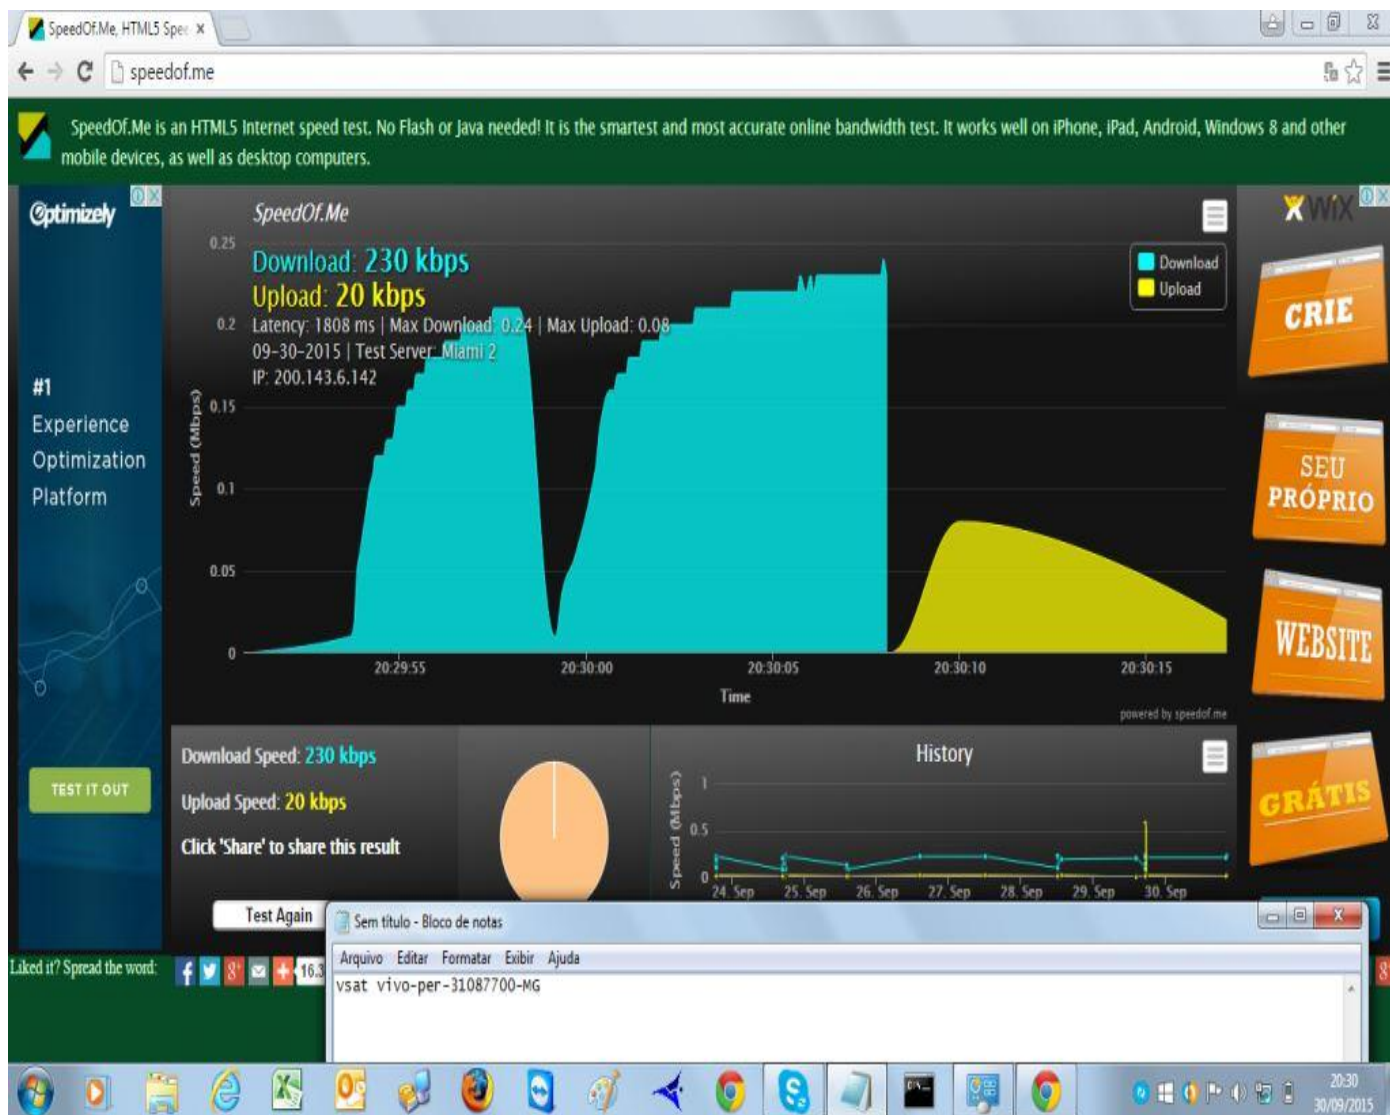 SpeedOf.Me, HTML5 Spee
speedof.me
SpeedOf.Me is an HTML5 Internet speed test. No Flash or Java needed! It is the smartest and most accurate online bandwidth test. It works well on iPhone, iPad, Android, Windows 8 and other
mobile devices, as well as desktop computers.
Optimizely
#1
Experience
Optimization
Platform
TEST IT OUT
SpeedOf.Me
Download: 230 kbps
Upload: 20 kbps
Latency: 1808 ms | Max Download: 0.24 | Max Upload: 0.08
09-30-2015 | Test Server: Miami 2
IP: 200.143.6.142
Download
Upload
Speed (Mbps)
0.25
0.2
0.15
0.1
0.05
0
20:29:55 20:30:00 20:30:05 20:30:10 20:30:15
Time
powered by speedof.me
WiX
CRIE
SEU
PRÓPRIO
WEBSITE
GRÁTIS
Download Speed: 230 kbps
Upload Speed: 20 kbps
Click 'Share' to share this result
Test Again
History
Speed (Mbps)
1
0.5
0
24. Sep 25. Sep 26. Sep 27. Sep 28. Sep 29. Sep 30. Sep
Liked it? Spread the word:
16.3
Sem título - Bloco de notas
Arquivo Editar Formatar Exibir Ajuda
vsat vivo-per-31087700-MG
20:30
30/09/2015